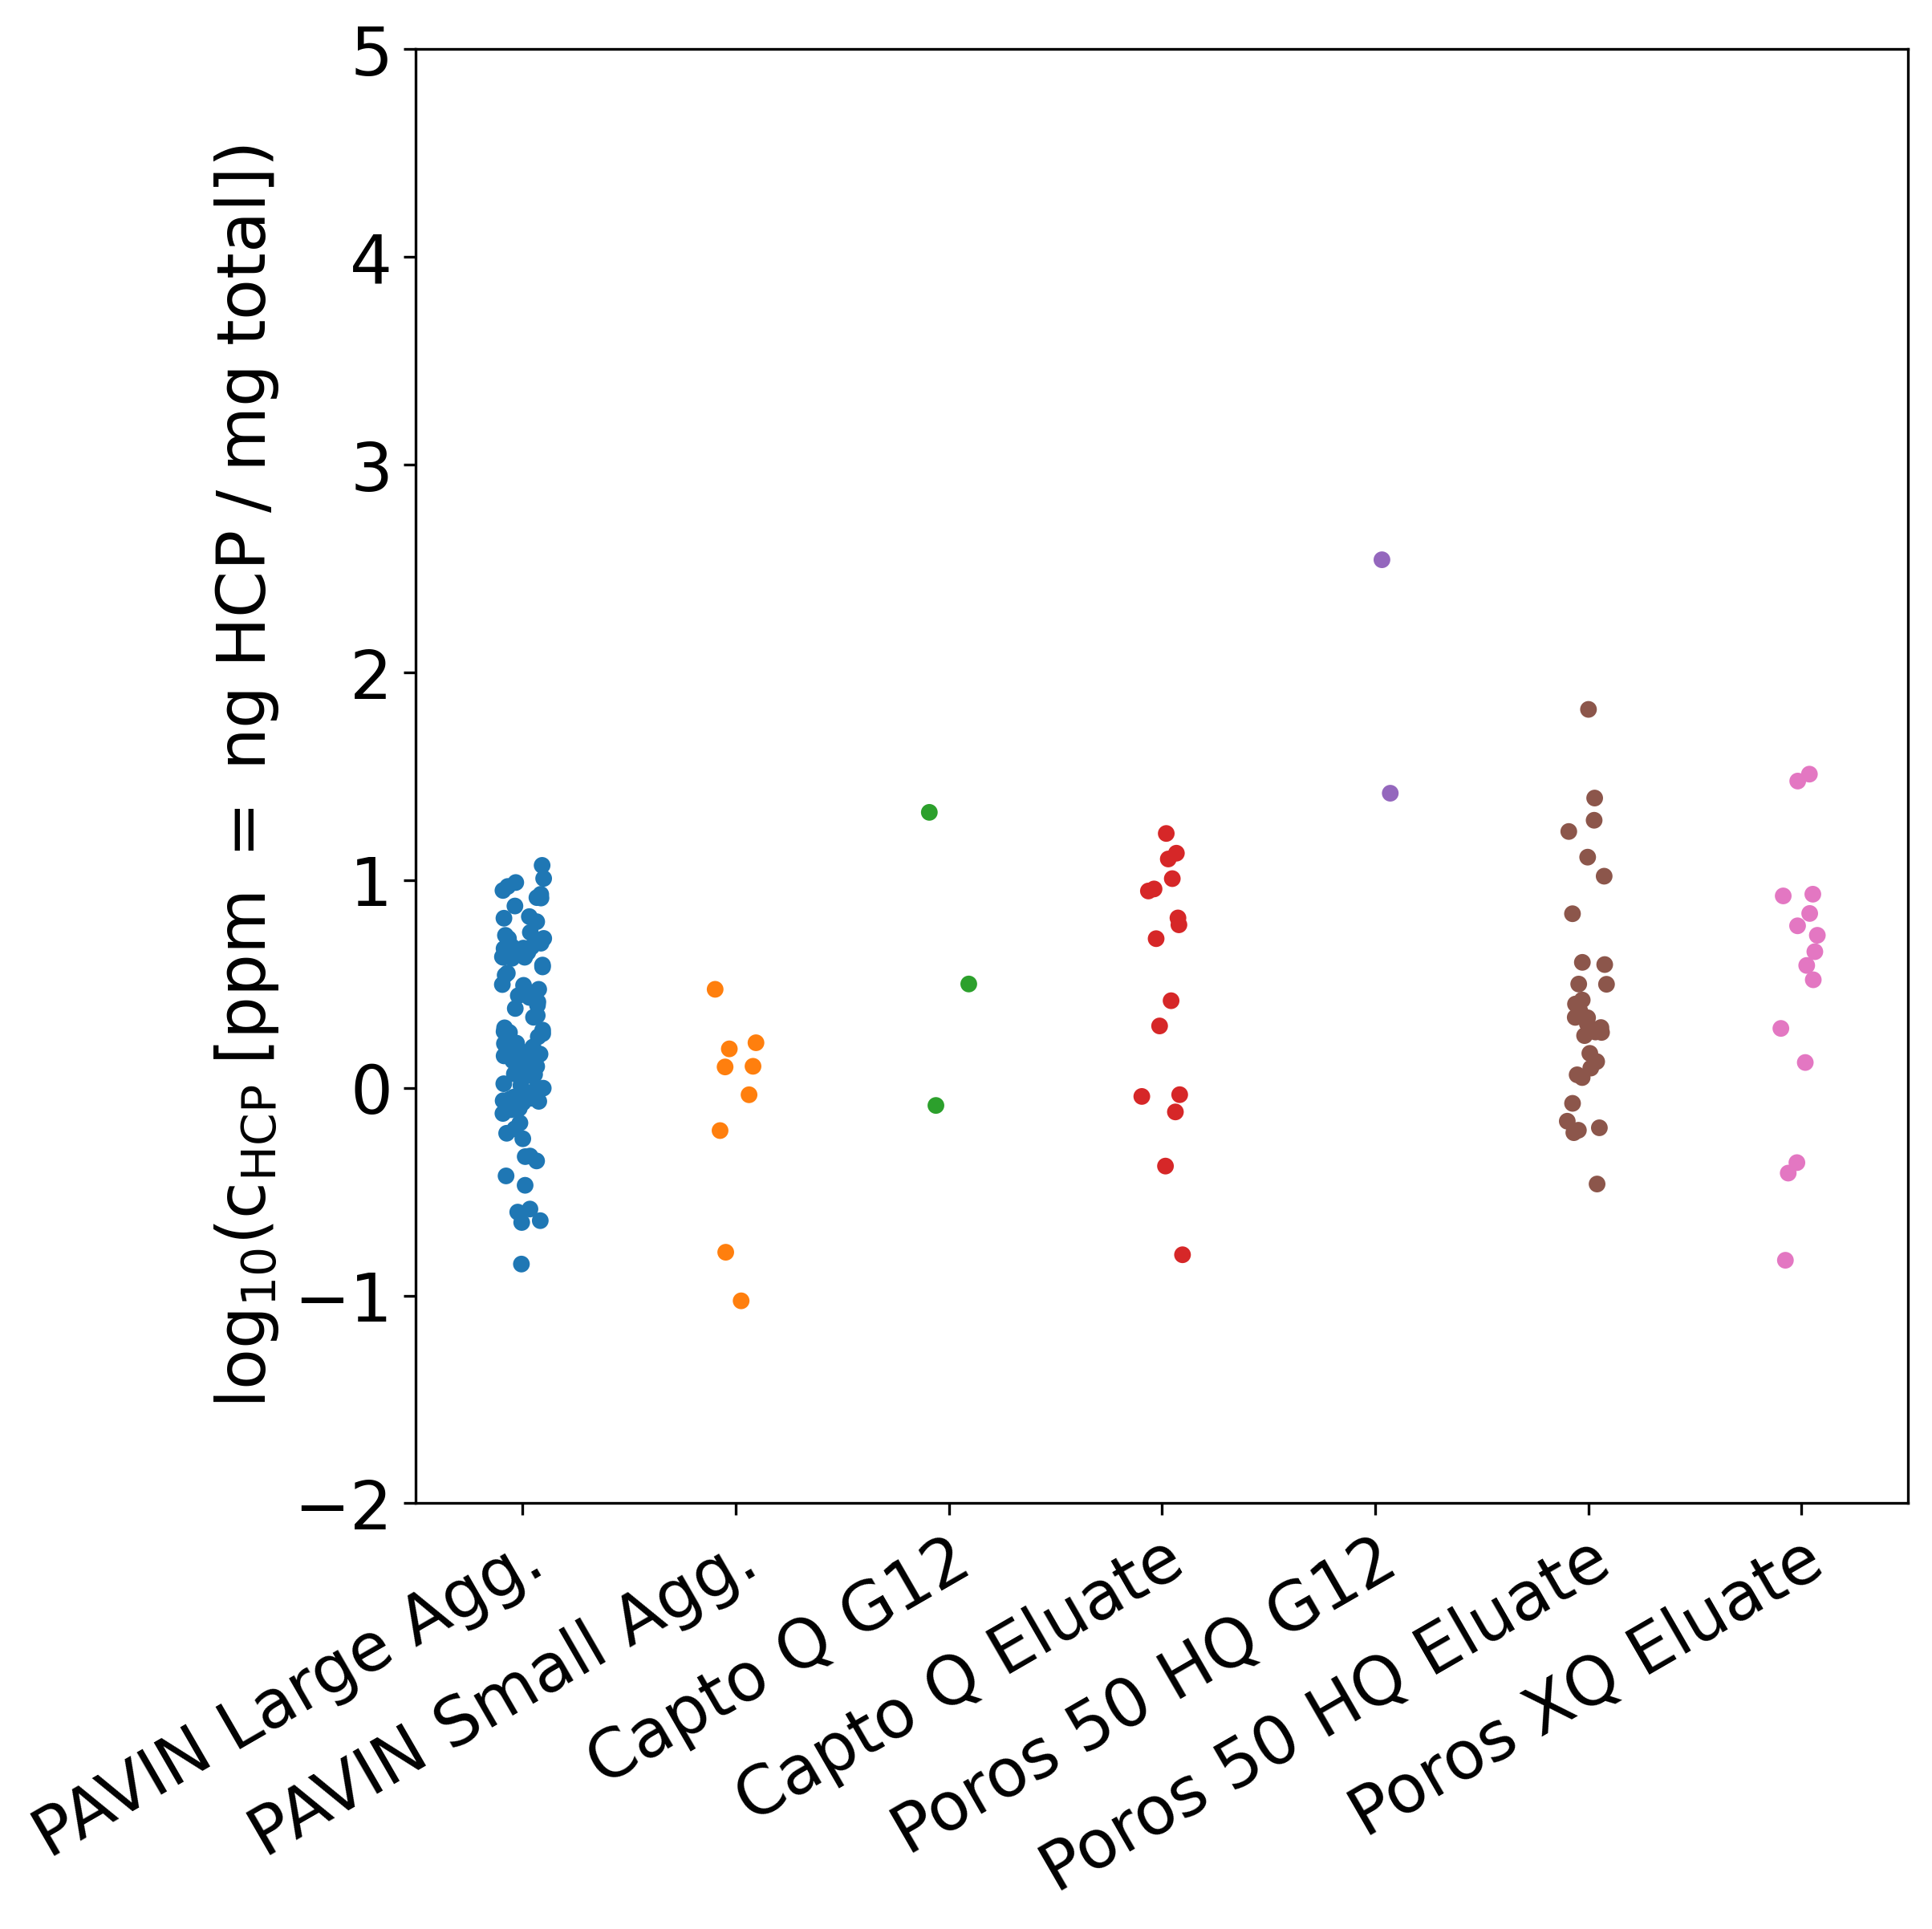 log10(CHCP [ppm = ng HCP / mg total])
5
4
3
2
1
0
−1
−2
PAVIN Large Agg.
PAVIN Small Agg.
Capto Q G12
Capto Q Eluate
Poros 50 HQ G12
Poros 50 HQ Eluate
Poros XQ Eluate